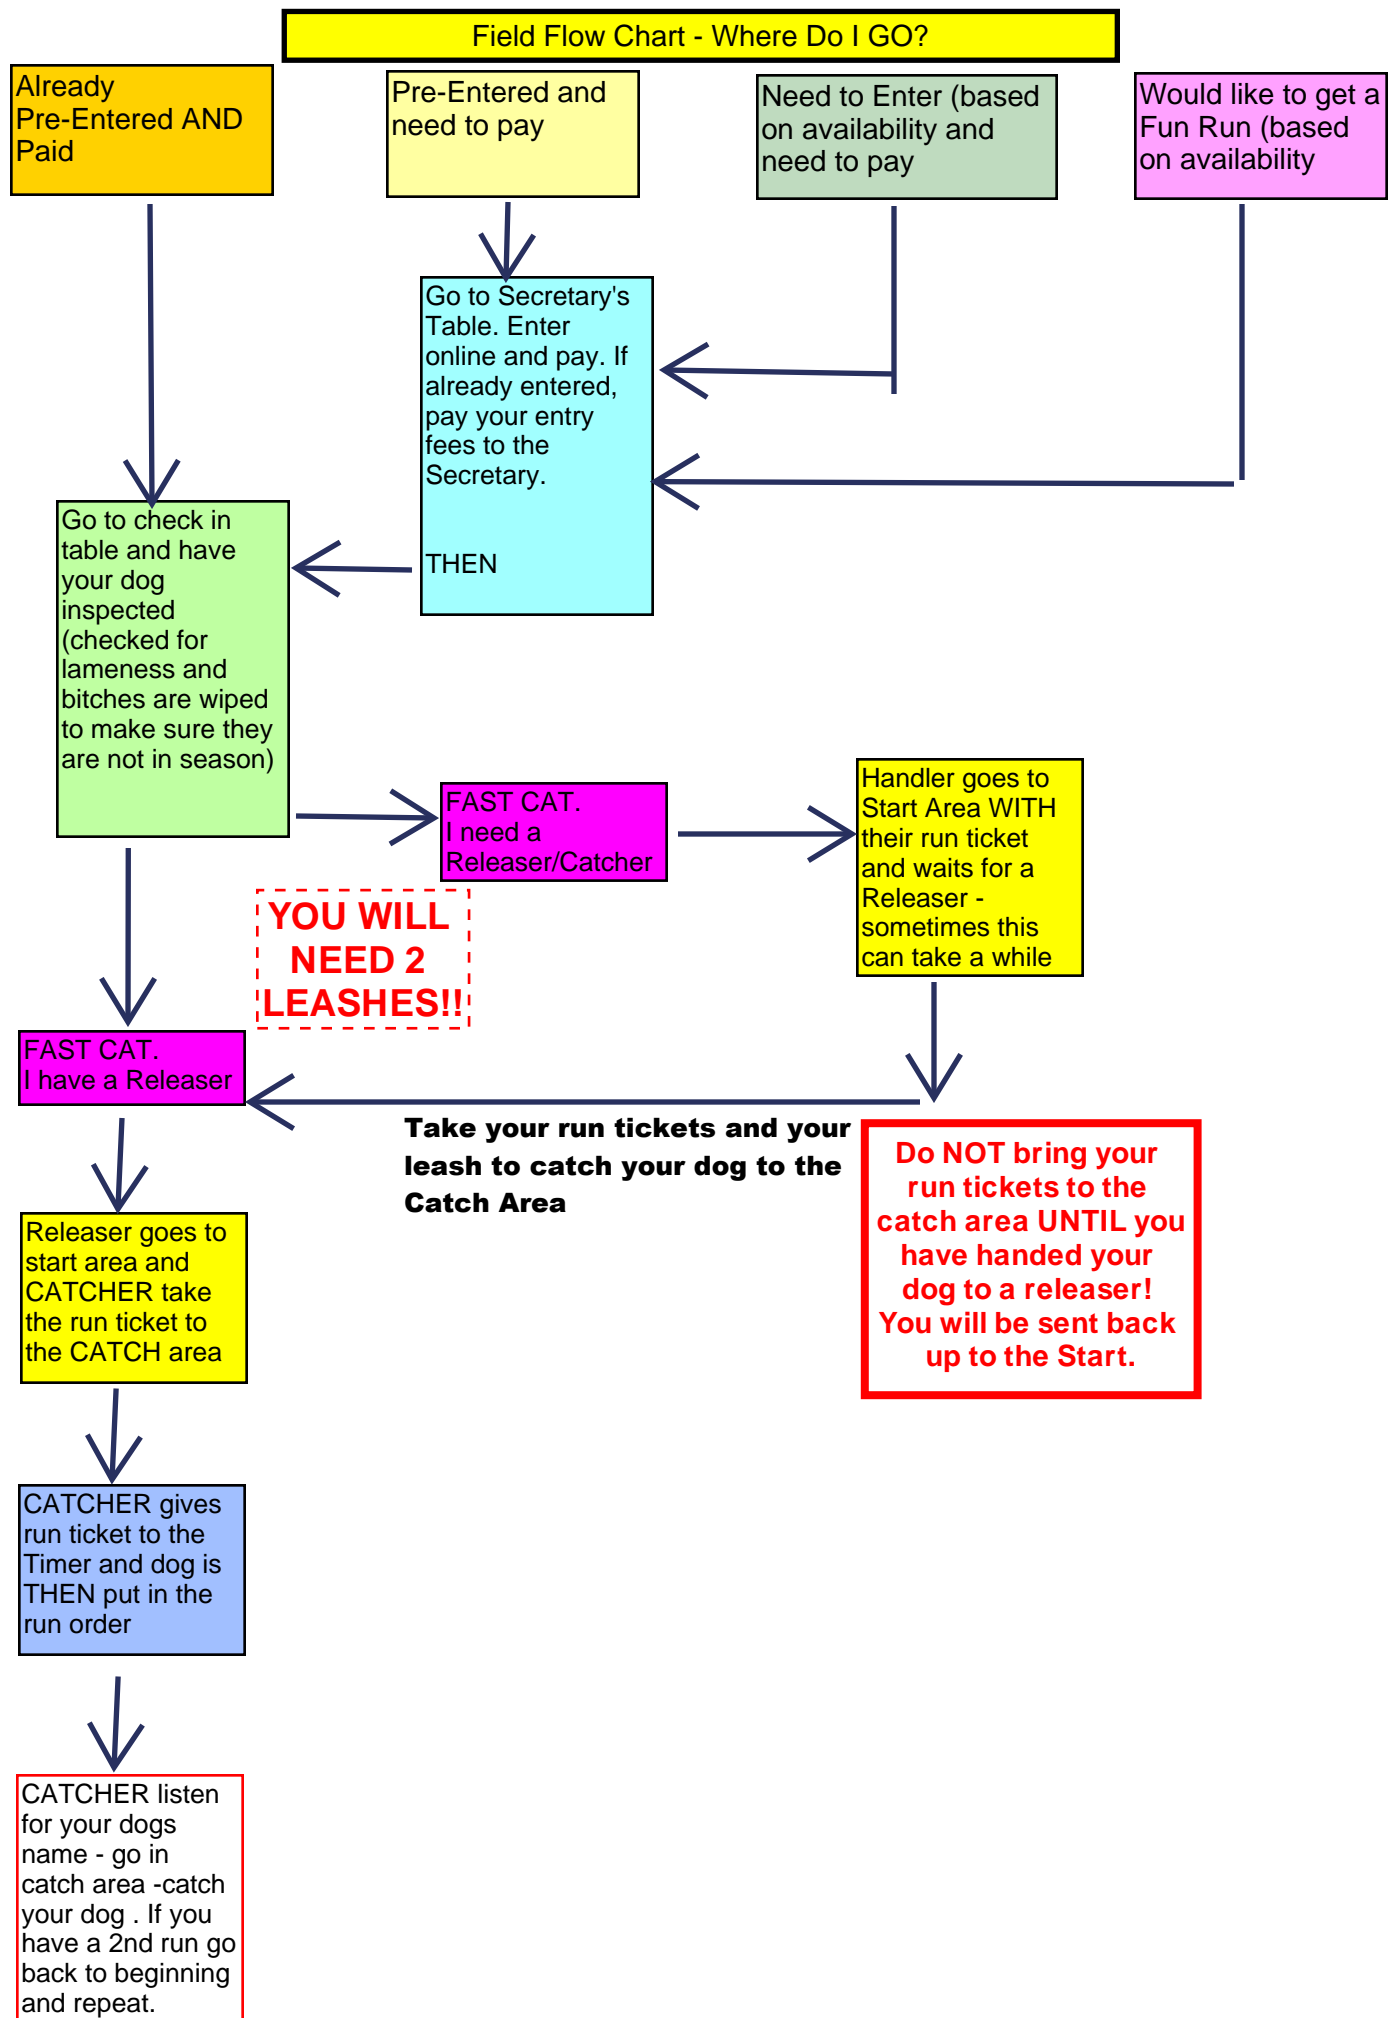 Field Flow Chart - Where Do I GO?
Already
Pre-Entered AND
Paid
Pre-Entered and
need to pay
Need to Enter (based
on availability and
need to pay
Would like to get a
Fun Run (based
on availability
Go to Secretary's
Table. Enter
online and pay. If
already entered,
pay your entry
fees to the
Secretary.
THEN
Go to check in
table and have
your dog
inspected
(checked for
lameness and
bitches are wiped
to make sure they
are not in season)
FAST CAT.
I need a
Releaser/Catcher
Handler goes to
Start Area WITH
their run ticket
and waits for a
Releaser -
sometimes this
can take a while
YOU WILL
NEED 2
LEASHES!!
FAST CAT.
I have a Releaser
Take your run tickets and your
leash to catch your dog to the
Catch Area
Do NOT bring your
run tickets to the
catch area UNTIL you
have handed your
dog to a releaser!
You will be sent back
up to the Start.
Releaser goes to
start area and
CATCHER take
the run ticket to
the CATCH area
CATCHER gives
run ticket to the
Timer and dog is
THEN put in the
run order
CATCHER listen
for your dogs
name - go in
catch area -catch
your dog . If you
have a 2nd run go
back to beginning
and repeat.